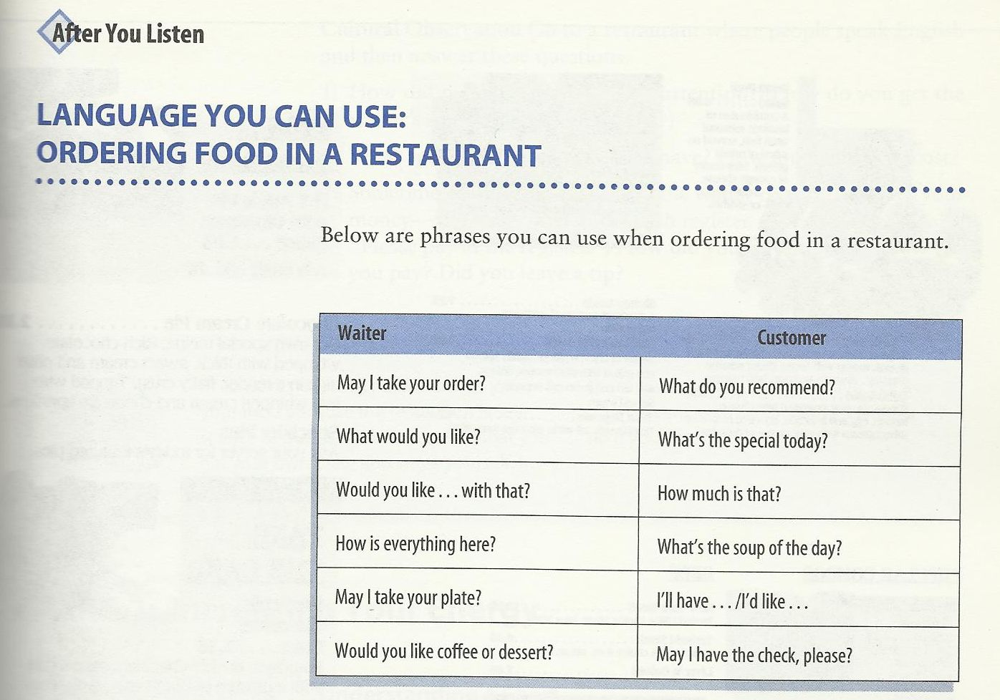 After You Listen
LANGUAGE YOU CAN USE:
ORDERING FOOD IN A RESTAURANT
Below are phrases you can use when ordering food in a restaurant.
Waiter Customer
May I take your order? What do you recommend?
What would you like? What's the special today?
Would you like . . . with that? How much is that?
How is everything here? What's the soup of the day?
May I take your plate? I'll have . . . /I'd like . . .
Would you like coffee or dessert? May I have the check, please?